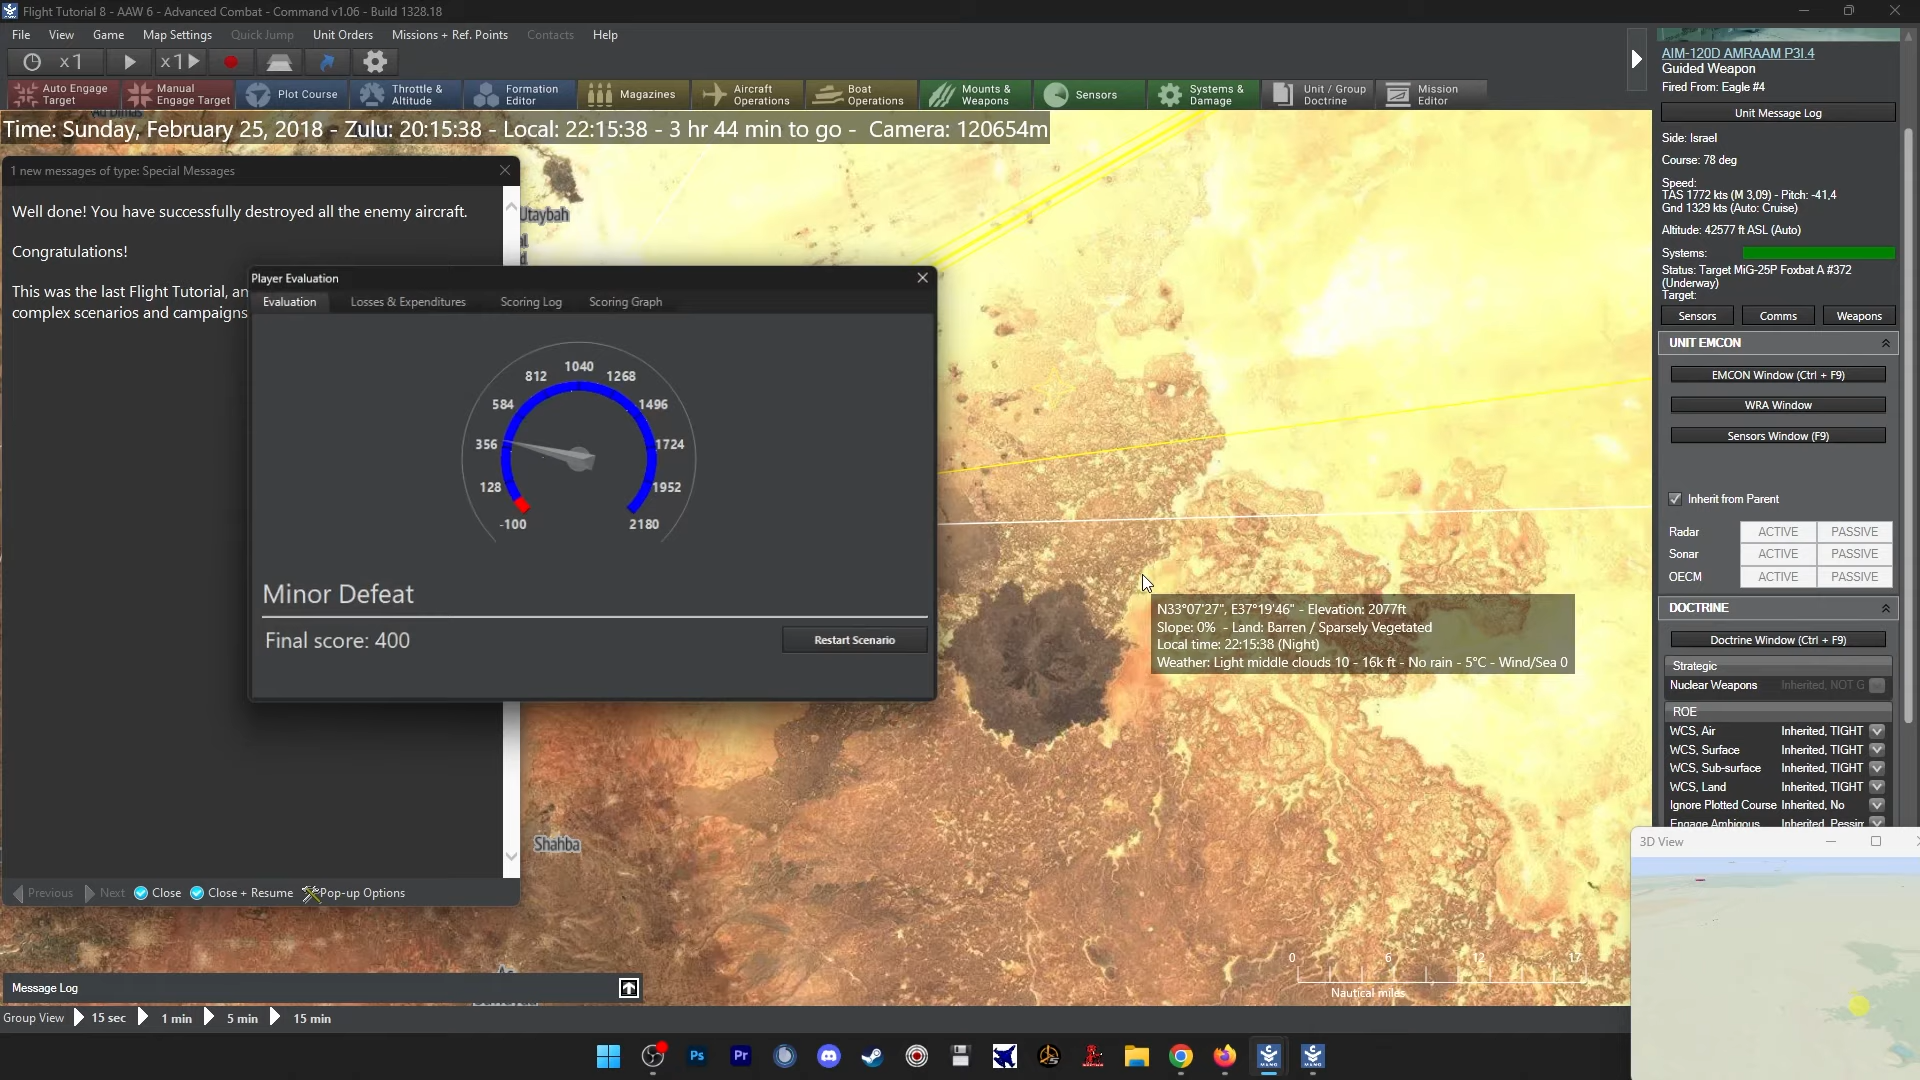 Flight Tutorial 8 - AAW 6 - Advanced Combat - Command v1.06 - Build 1328.18
File View Game Map Settings Quick Jump Unit Orders Missions + Ref. Points Contacts Help
x1 x1
Auto Engage Target
Manual Engage Target
Plot Course
Throttle & Altitude
Formation Editor
Magazines
Aircraft Operations
Boat Operations
Mounts & Weapons
Sensors
Systems & Damage
Unit / Group Doctrine
Mission Editor
Time: Sunday, February 25, 2018 - Zulu: 20:15:38 - Local: 22:15:38 - 3 hr 44 min to go - Camera: 120654m
1 new messages of type: Special Messages
Well done! You have successfully destroyed all the enemy aircraft.
Congratulations!
This was the last Flight Tutorial, an
complex scenarios and campaigns
Utaybah
Player Evaluation
Evaluation Losses & Expenditures Scoring Log Scoring Graph
1040
812 1268
584 1496
356 1724
128 1952
-100 2180
Minor Defeat
Final score: 400
Restart Scenario
N33°07'27", E37°19'46" - Elevation: 2077ft
Slope: 0% - Land: Barren / Sparsely Vegetated
Local time: 22:15:38 (Night)
Weather: Light middle clouds 10 - 16k ft - No rain - 5°C - Wind/Sea 0
Shahba
Previous Next Close Close + Resume Pop-up Options
0 6 12 17
Nautical miles
Message Log
Group View 15 sec 1 min 5 min 15 min
Ps Pr
AIM-120D AMRAAM P3I.4
Guided Weapon
Fired From: Eagle #4
Unit Message Log
Side: Israel
Course: 78 deg
Speed:
TAS 1772 kts (M 3,09) - Pitch: -41,4
Gnd 1329 kts (Auto: Cruise)
Altitude: 42577 ft ASL (Auto)
Systems:
Status: Target MiG-25P Foxbat A #372
(Underway)
Target:
Sensors Comms Weapons
UNIT EMCON
EMCON Window (Ctrl + F9)
WRA Window
Sensors Window (F9)
Inherit from Parent
Radar ACTIVE PASSIVE
Sonar ACTIVE PASSIVE
OECM ACTIVE PASSIVE
DOCTRINE
Doctrine Window (Ctrl + F9)
Strategic
Nuclear Weapons Inherited, NOT G
ROE
WCS, Air Inherited, TIGHT
WCS, Surface Inherited, TIGHT
WCS, Sub-surface Inherited, TIGHT
WCS, Land Inherited, TIGHT
Ignore Plotted Course Inherited, No
Engage Ambiguous Inherited, Pessim
3D View